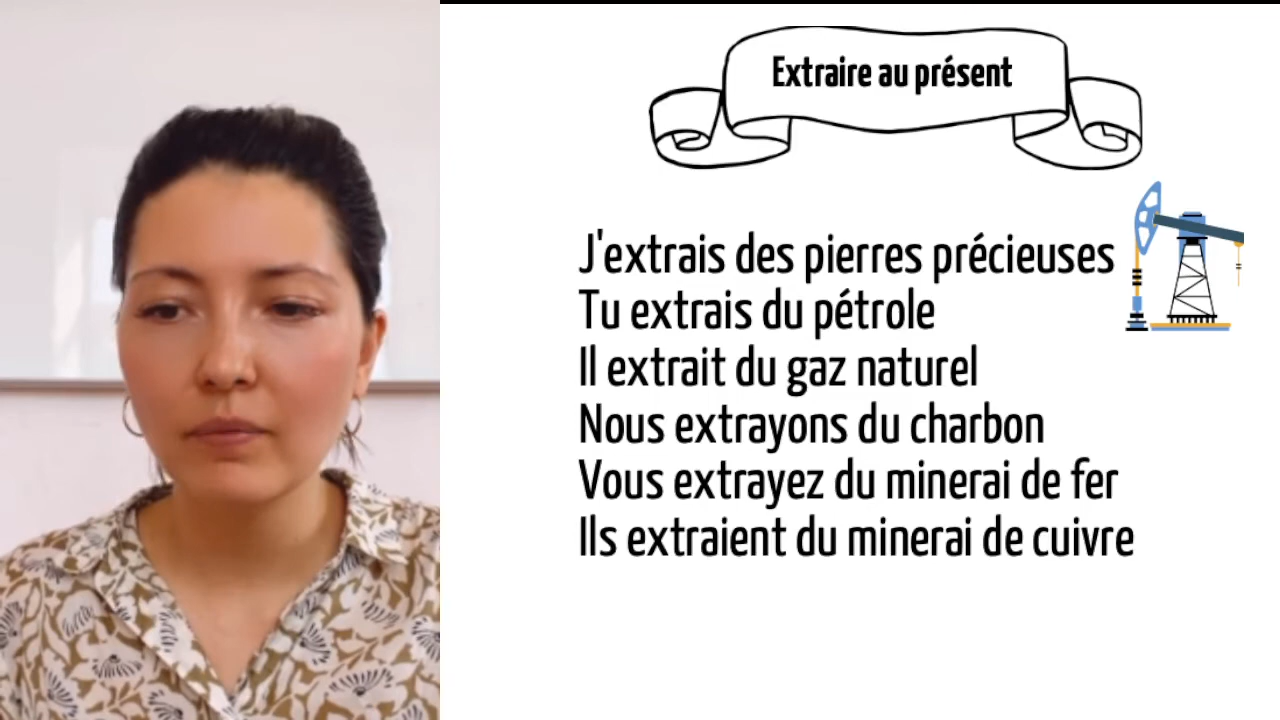 Extraire au présent
J'extrais des pierres précieuses
Tu extrais du pétrole
Il extrait du gaz naturel
Nous extrayons du charbon
Vous extrayez du minerai de fer
Ils extraient du minerai de cuivre